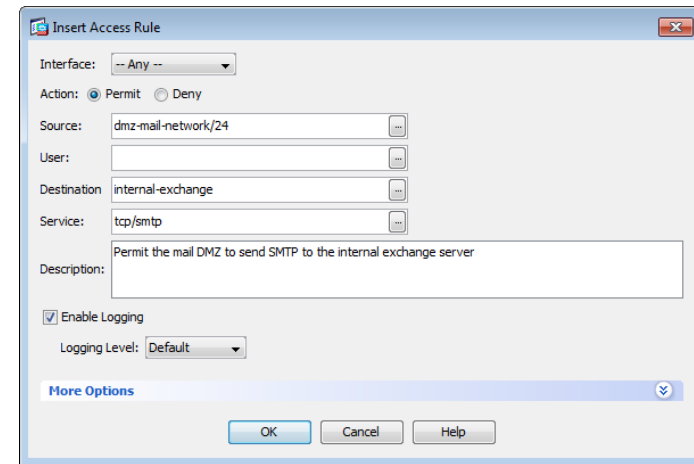 Insert Access Rule
Interface: -- Any --
Action: Permit Deny
Source: dmz-mail-network/24 ...
User: ...
Destination internal-exchange ...
Service: tcp/smtp ...
Description: Permit the mail DMZ to send SMTP to the internal exchange server
Enable Logging
Logging Level: Default
More Options
OK Cancel Help